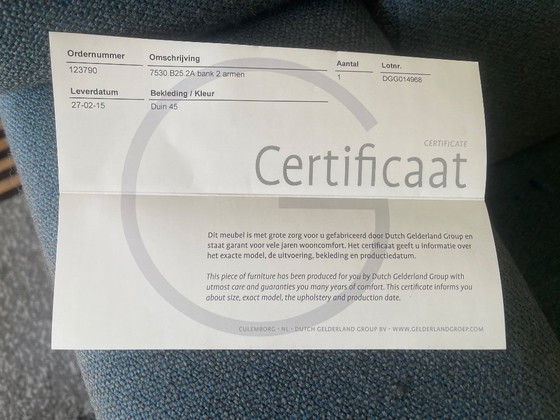 Ordernummer Omschrijving Aantal Lotnr.
123790 7530.B25.2A bank 2 armen 1 DGG014966
Leverdatum Bekleding / Kleur
27-02-15 Duin 45
CERTIFICATE
Certificaat
Dit meubel is met grote zorg voor u gefabriceerd door Dutch Gelderland Group en
staat garant voor vele jaren wooncomfort. Het certificaat geeft u informatie over
het exacte model, de uitvoering, bekleding en productiedatum.
This piece of furniture has been produced for you by Dutch Gelderland Group with
utmost care and guaranties you many years of comfort. This certificate informs you
about size, exact model, the upholstery and production date.
CULEMBORG - NL - DUTCH GELDERLAND GROUP BV - WWW.GELDERLANDGROEP.COM